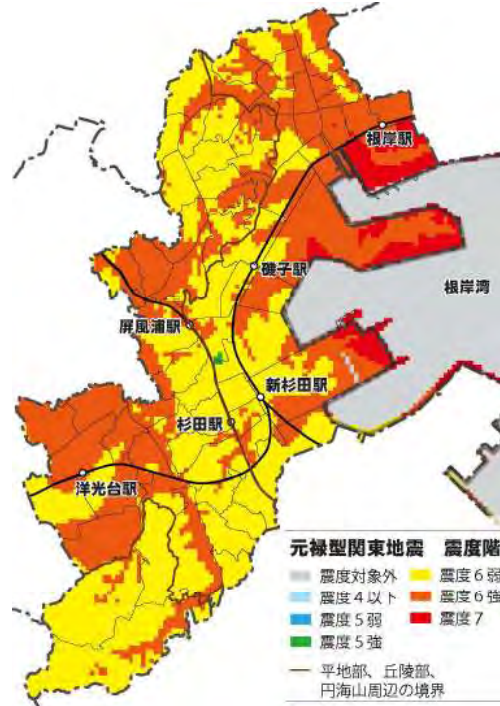 根岸駅
磯子駅
根岸湾
屏風浦駅
新杉田駅
杉田駅
洋光台駅
元禄型関東地震 震度階
震度対象外
震度4以下
震度5弱
震度5強
震度6弱
震度6強
震度7
平地部、丘陵部、
円海山周辺の境界